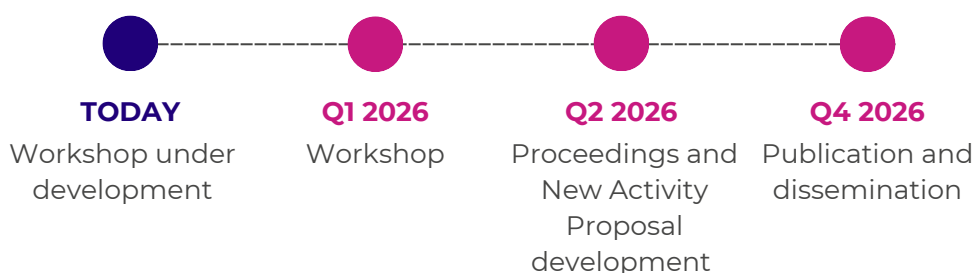 TODAY
Workshop under
development
Q1 2026
Workshop
Q2 2026
Proceedings and
New Activity
Proposal
development
Q4 2026
Publication and
dissemination